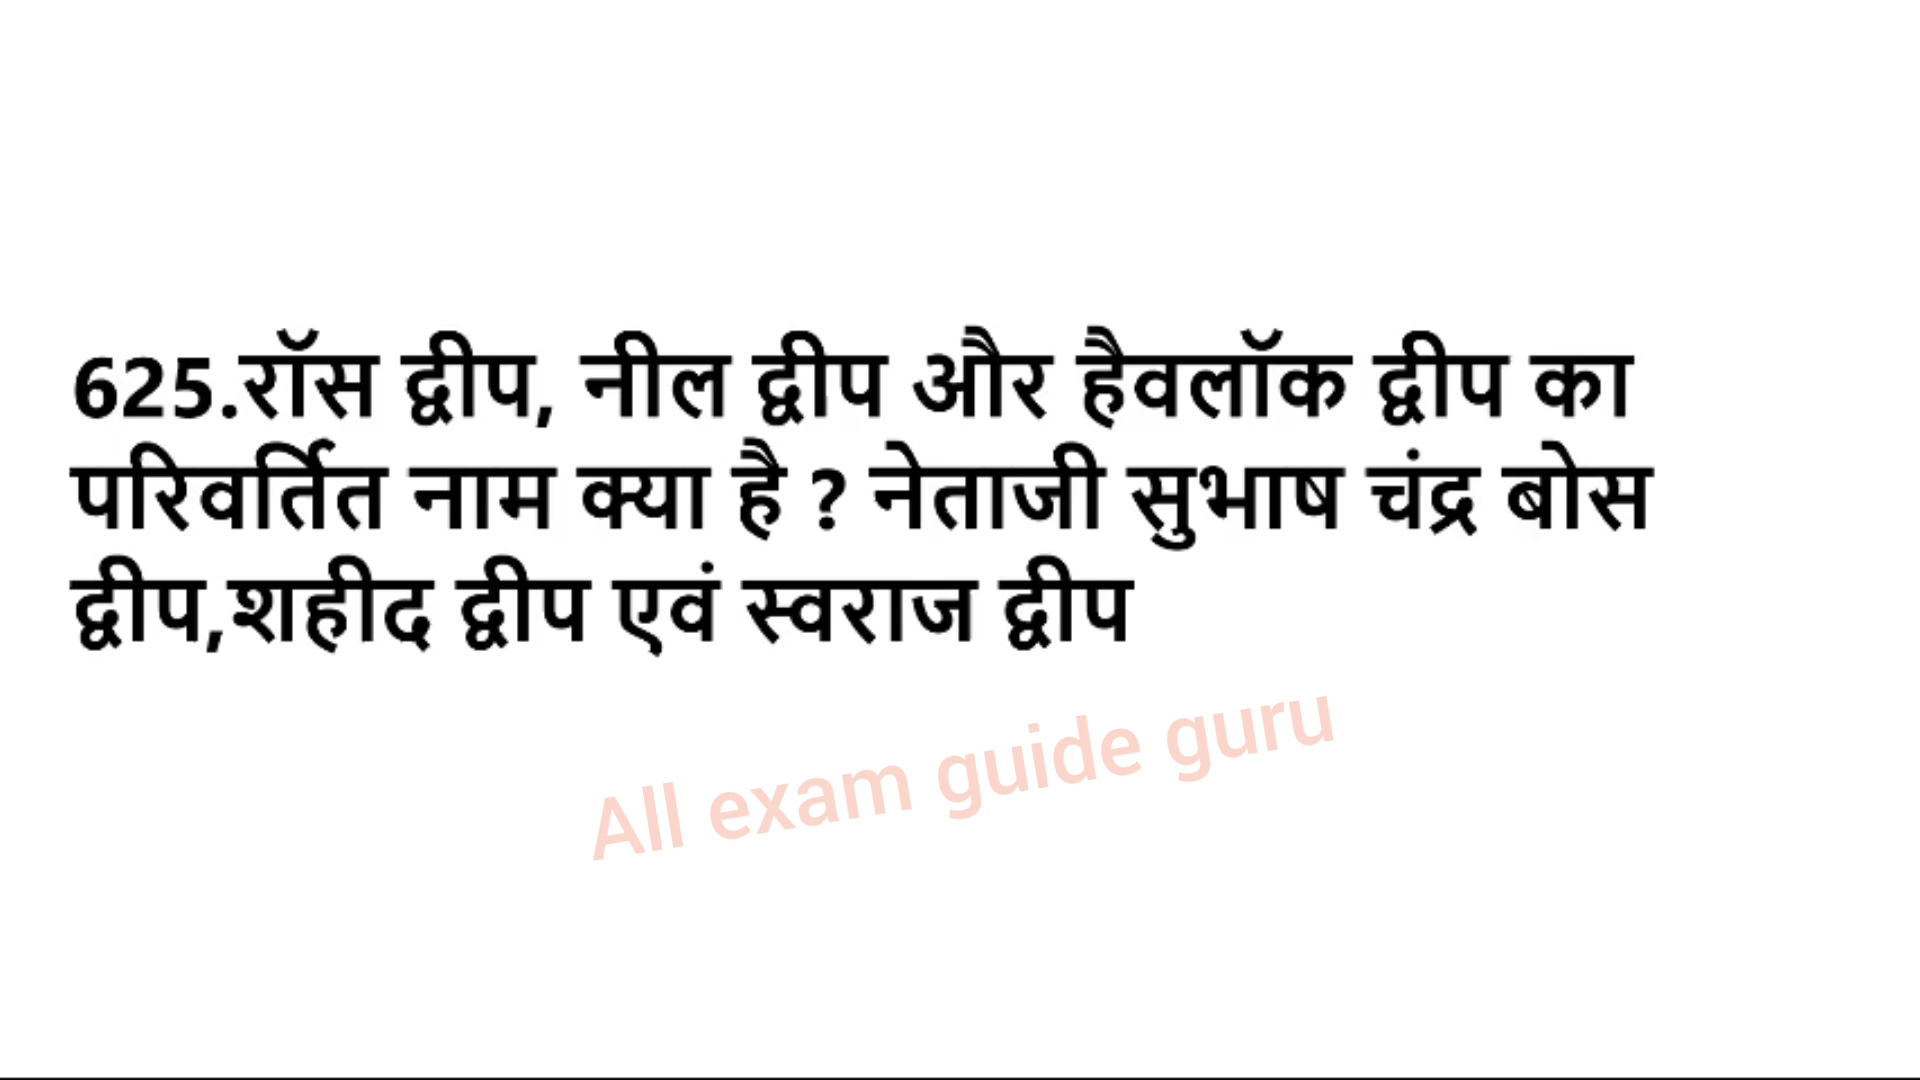 625.रॉस द्वीप, नील द्वीप और हैवलॉक द्वीप का
परिवर्तित नाम क्या है ? नेताजी सुभाष चंद्र बोस
द्वीप,शहीद द्वीप एवं स्वराज द्वीप
All exam guide guru